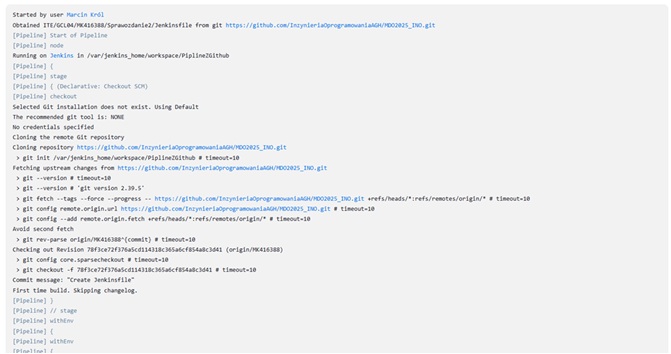 Started by user Marcin Król
Obtained ITE/GCL04/MK416388/Sprawozdanie2/Jenkinsfile from git https://github.com/InzynieriaOprogramowaniaAGH/MDO2025_INO.git
[Pipeline] Start of Pipeline
[Pipeline] node
Running on Jenkins in /var/jenkins_home/workspace/PiplineZGithub
[Pipeline] {
[Pipeline] stage
[Pipeline] { (Declarative: Checkout SCM)
[Pipeline] checkout
Selected Git installation does not exist. Using Default
The recommended git tool is: NONE
No credentials specified
Cloning the remote Git repository
Cloning repository https://github.com/InzynieriaOprogramowaniaAGH/MDO2025_INO.git
> git init /var/jenkins_home/workspace/PiplineZGithub # timeout=10
Fetching upstream changes from https://github.com/InzynieriaOprogramowaniaAGH/MDO2025_INO.git
> git --version # timeout=10
> git --version # 'git version 2.39.5'
> git fetch --tags --force --progress -- https://github.com/InzynieriaOprogramowaniaAGH/MDO2025_INO.git +refs/heads/*:refs/remotes/origin/* # timeout=10
> git config remote.origin.url https://github.com/InzynieriaOprogramowaniaAGH/MDO2025_INO.git # timeout=10
> git config --add remote.origin.fetch +refs/heads/*:refs/remotes/origin/* # timeout=10
Avoid second fetch
> git rev-parse origin/MK416388^{commit} # timeout=10
Checking out Revision 78f3ce72f376a5cd114318c365a6cf854a8c3d41 (origin/MK416388)
> git config core.sparsecheckout # timeout=10
> git checkout -f 78f3ce72f376a5cd114318c365a6cf854a8c3d41 # timeout=10
Commit message: "Create Jenkinsfile"
First time build. Skipping changelog.
[Pipeline] }
[Pipeline] // stage
[Pipeline] withEnv
[Pipeline] {
[Pipeline] withEnv
[Pipeline] {